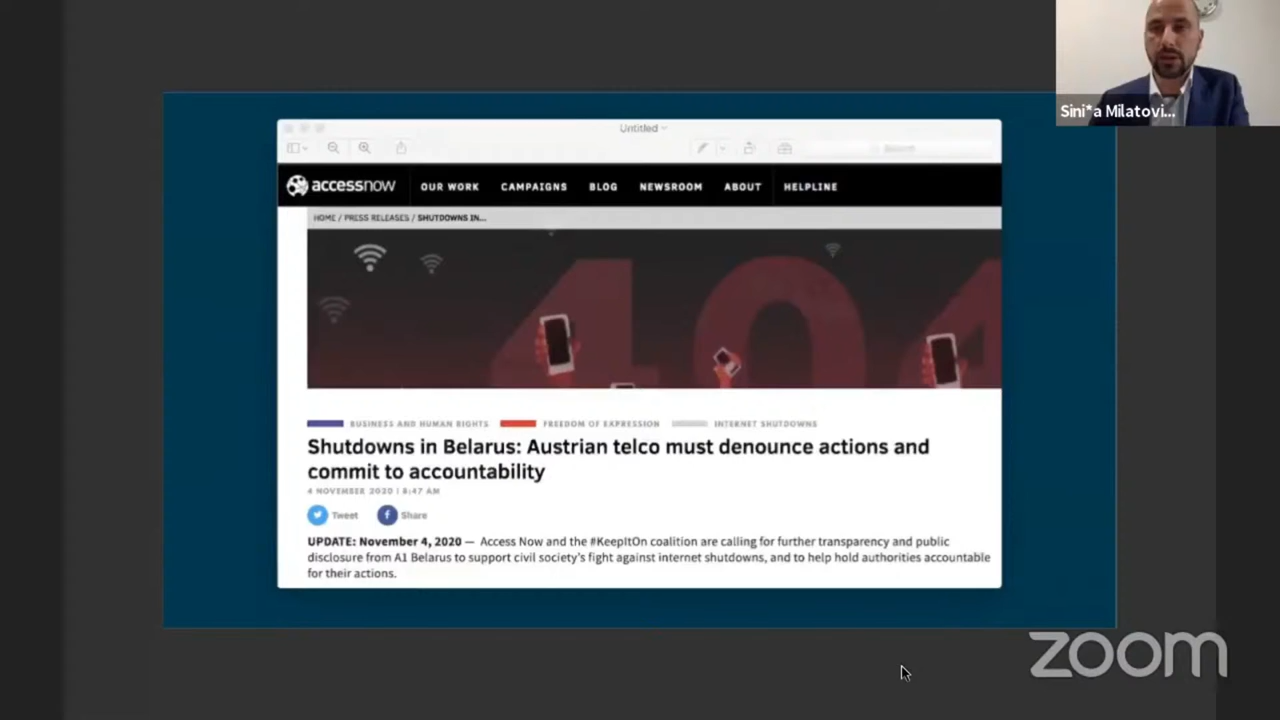 Sini*a Milatovi...
Untitled
Search
accessnow
OUR WORK
CAMPAIGNS
BLOG
NEWSROOM
ABOUT
HELPLINE
HOME / PRESS RELEASES / SHUTDOWNS IN...
404
BUSINESS AND HUMAN RIGHTS
FREEDOM OF EXPRESSION
INTERNET SHUTDOWNS
Shutdowns in Belarus: Austrian telco must denounce actions and
commit to accountability
4 NOVEMBER 2020 | 8:47 AM
Tweet
Share
UPDATE: November 4, 2020 — Access Now and the #KeepItOn coalition are calling for further transparency and public
disclosure from A1 Belarus to support civil society's fight against internet shutdowns, and to help hold authorities accountable
for their actions.
zoom